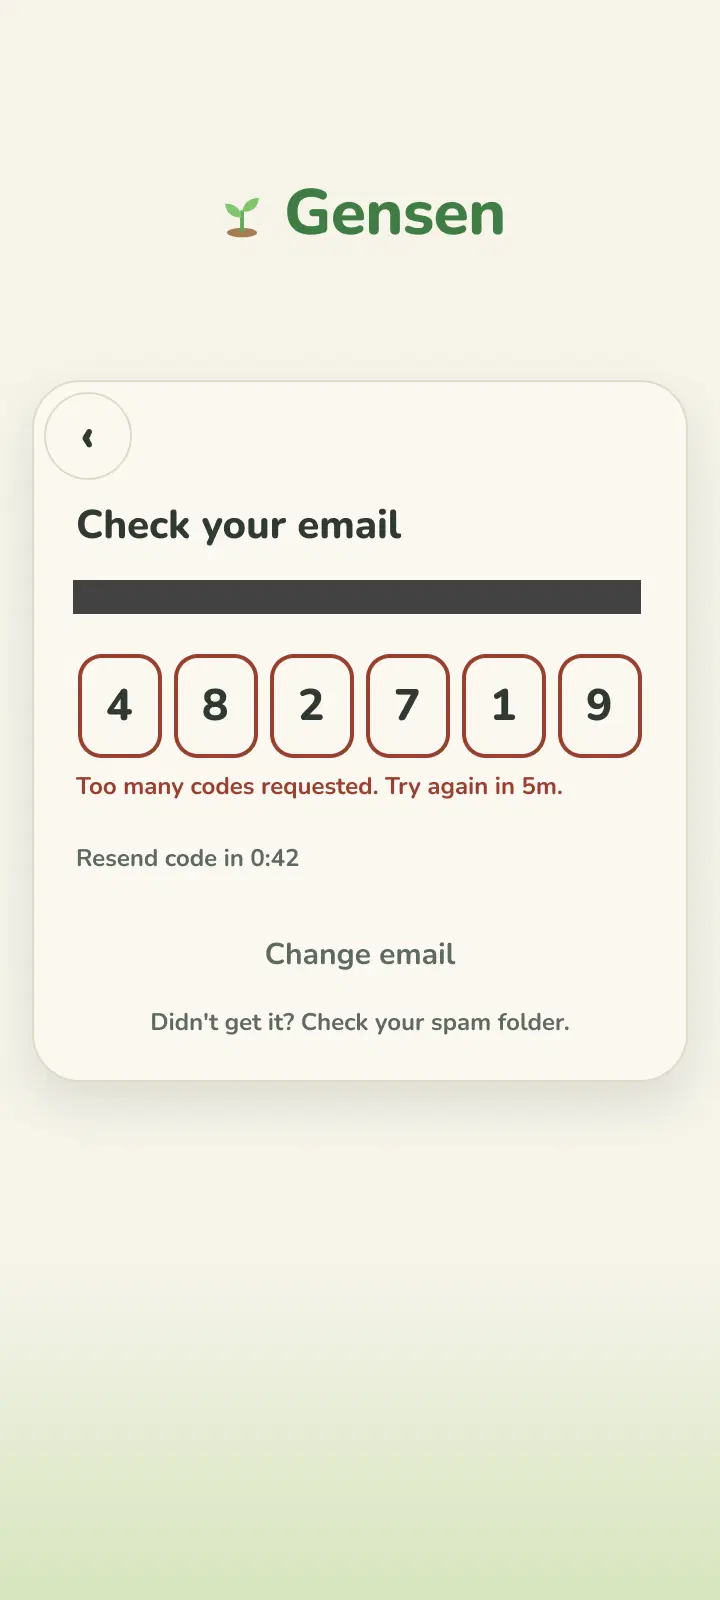 Gensen
‹
Check your email
4 8 2 7 1 9
Too many codes requested. Try again in 5m.
Resend code in 0:42
Change email
Didn't get it? Check your spam folder.